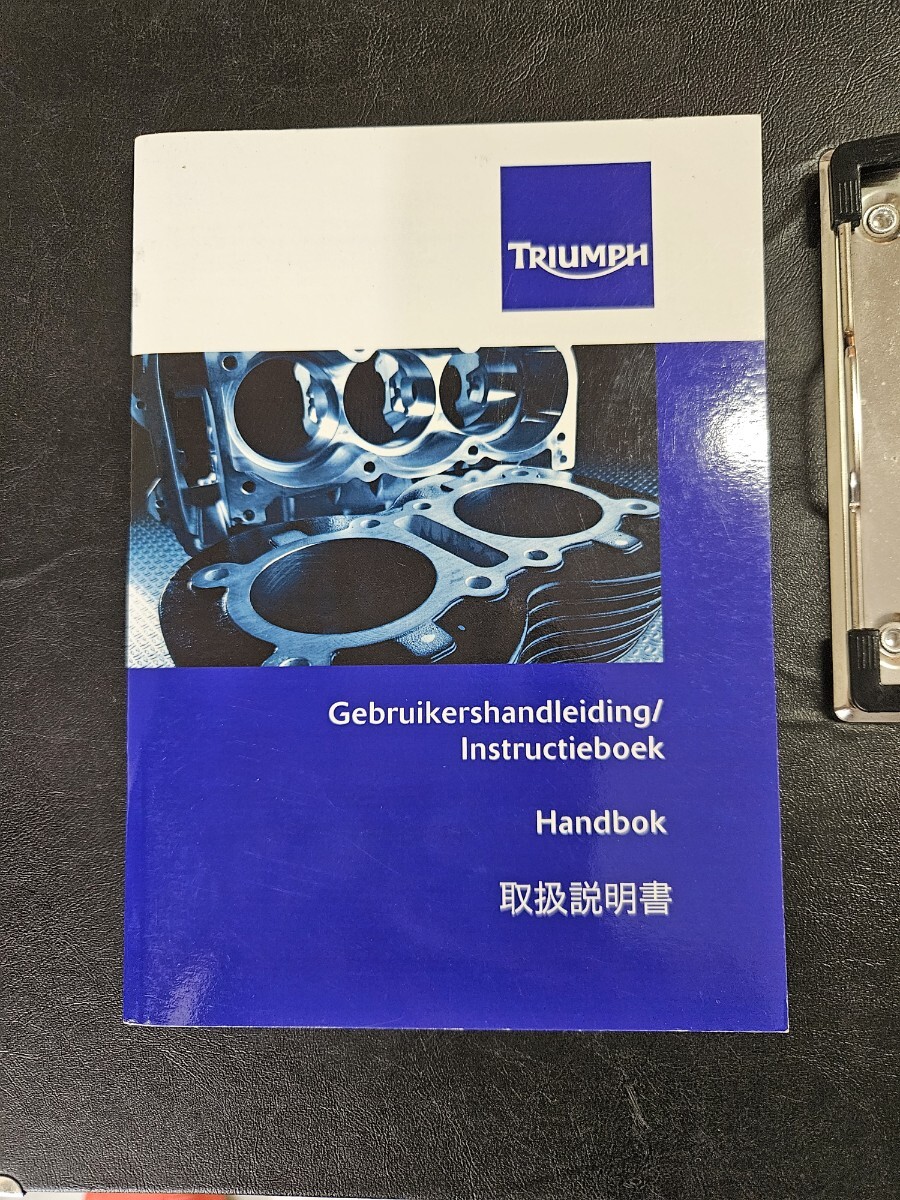 TRIUMPH
Gebruikershandleiding/
Instructieboek
Handbok
取扱説明書